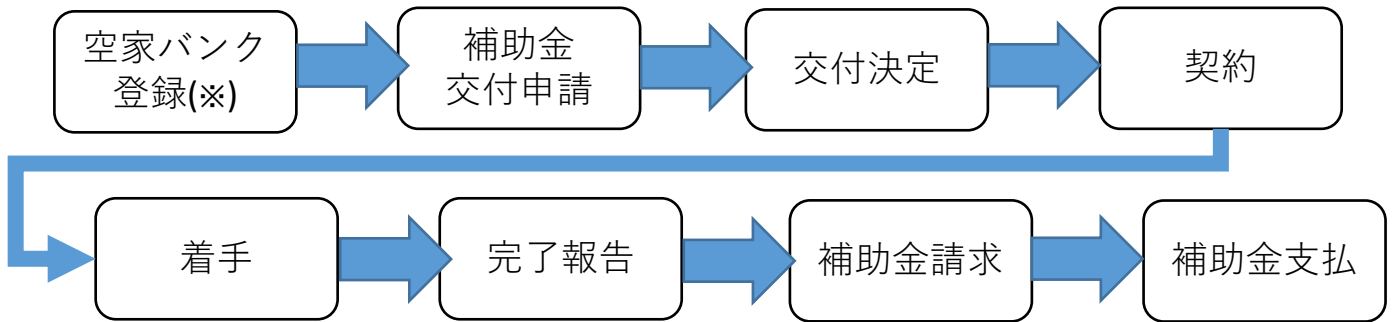 空家バンク
登録(※)
補助金
交付申請
交付決定
契約
着手
完了報告
補助金請求
補助金支払